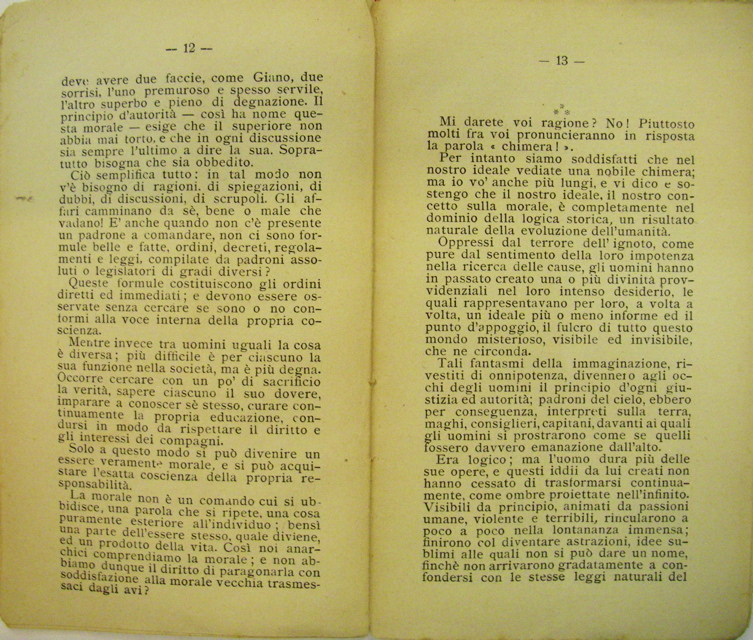 — 12 —
deve avere due faccie, come Giano, due
sorrisi, l'uno premuroso e spesso servile,
l'altro superbo e pieno di degnazione. Il
principio d'autorità — così ha nome que-
sta morale — esige che il superiore non
abbia mai torto, e che in ogni discussione
sia sempre l'ultimo a dire la sua. Sopra-
tutto bisogna che sia obbedito.
Ciò semplifica tutto: in tal modo non
v'è bisogno di ragioni, di spiegazioni, di
dubbi, di discussioni, di scrupoli. Gli af-
fari camminano da sè, bene o male che
vadano! E' anche quando non c'è presente
un padrone a comandare, non ci sono for-
mule belle e fatte, ordini, decreti, regola-
menti e leggi, compilate da padroni asso-
luti o legislatori di gradi diversi?
Queste formule costituiscono gli ordini
diretti ed immediati; e devono essere os-
servate senza cercare se sono o no con-
formi alla voce interna della propria co-
scienza.
Mentre invece tra uomini uguali la cosa
è diversa; più difficile è per ciascuno la
sua funzione nella società, ma è più degna.
Occorre cercare con un po' di sacrificio
la verità, sapere ciascuno il suo dovere,
imparare a conoscer sè stesso, curare con-
tinuamente la propria educazione, con-
dursi in modo da rispettare il diritto e
gli interessi dei compagni.
Solo a questo modo si può divenire un
essere veramente morale, e si può acqui-
stare l'esatta coscienza della propria re-
sponsabilità.
La morale non è un comando cui si ub-
bidisce, una parola che si ripete, una cosa
puramente esteriore all'individuo; bensì
una parte dell'essere stesso, quale diviene,
ed un prodotto della vita. Così noi anar-
chici comprendiamo la morale; e non ab-
biamo dunque il diritto di paragonarla con
soddisfazione alla morale vecchia trasmes-
saci dagli avi?
— 13 —
***
Mi darete voi ragione? No! Piuttosto
molti fra voi pronuncieranno in risposta
la parola « chimera! ».
Per intanto siamo soddisfatti che nel
nostro ideale vediate una nobile chimera;
ma io vo' anche più lungi, e vi dico e so-
stengo che il nostro ideale, il nostro con-
cetto sulla morale, è completamente nel
dominio della logica storica, un risultato
naturale della evoluzione dell'umanità.
Oppressi dal terrore dell'ignoto, come
pure dal sentimento della loro impotenza
nella ricerca delle cause, gli uomini hanno
in passato creato una o più divinità prov-
videnziali nel loro intenso desiderio, le
quali rappresentavano per loro, a volta a
volta, un ideale più o meno informe ed il
punto d'appoggio, il fulcro di tutto questo
mondo misterioso, visibile ed invisibile,
che ne circonda.
Tali fantasmi della immaginazione, ri-
vestiti di onnipotenza, divennero agli oc-
chi degli uomini il principio d'ogni giu-
stizia ed autorità; padroni del cielo, ebbero
per conseguenza, interpreti sulla terra,
maghi, consiglieri, capitani, davanti ai quali
gli uomini si prostrarono come se quelli
fossero davvero emanazione dall'alto.
Era logico; ma l'uomo dura più delle
sue opere, e questi iddii da lui creati non
hanno cessato di trasformarsi continua-
mente, come ombre proiettate nell'infinito.
Visibili da principio, animati da passioni
umane, violente e terribili, rincularono a
poco a poco nella lontananza immensa;
finirono col diventare astrazioni, idee su-
blimi alle quali non si può dare un nome,
finchè non arrivarono gradatamente a con-
fondersi con le stesse leggi naturali del